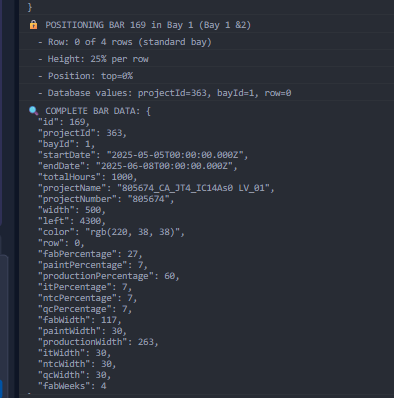 }
🔒 POSITIONING BAR 169 in Bay 1 (Bay 1 &2)
- Row: 0 of 4 rows (standard bay)
- Height: 25% per row
- Position: top=0%
- Database values: projectId=363, bayId=1, row=0
🔍 COMPLETE BAR DATA: {
"id": 169,
"projectId": 363,
"bayId": 1,
"startDate": "2025-05-05T00:00:00.000Z",
"endDate": "2025-06-08T00:00:00.000Z",
"totalHours": 1000,
"projectName": "805674_CA_JT4_IC14As0 LV_01",
"projectNumber": "805674",
"width": 500,
"left": 4300,
"color": "rgb(220, 38, 38)",
"row": 0,
"fabPercentage": 27,
"paintPercentage": 7,
"productionPercentage": 60,
"itPercentage": 7,
"ntcPercentage": 7,
"qcPercentage": 7,
"fabWidth": 117,
"paintWidth": 30,
"productionWidth": 263,
"itWidth": 30,
"ntcWidth": 30,
"qcWidth": 30,
"fabWeeks": 4